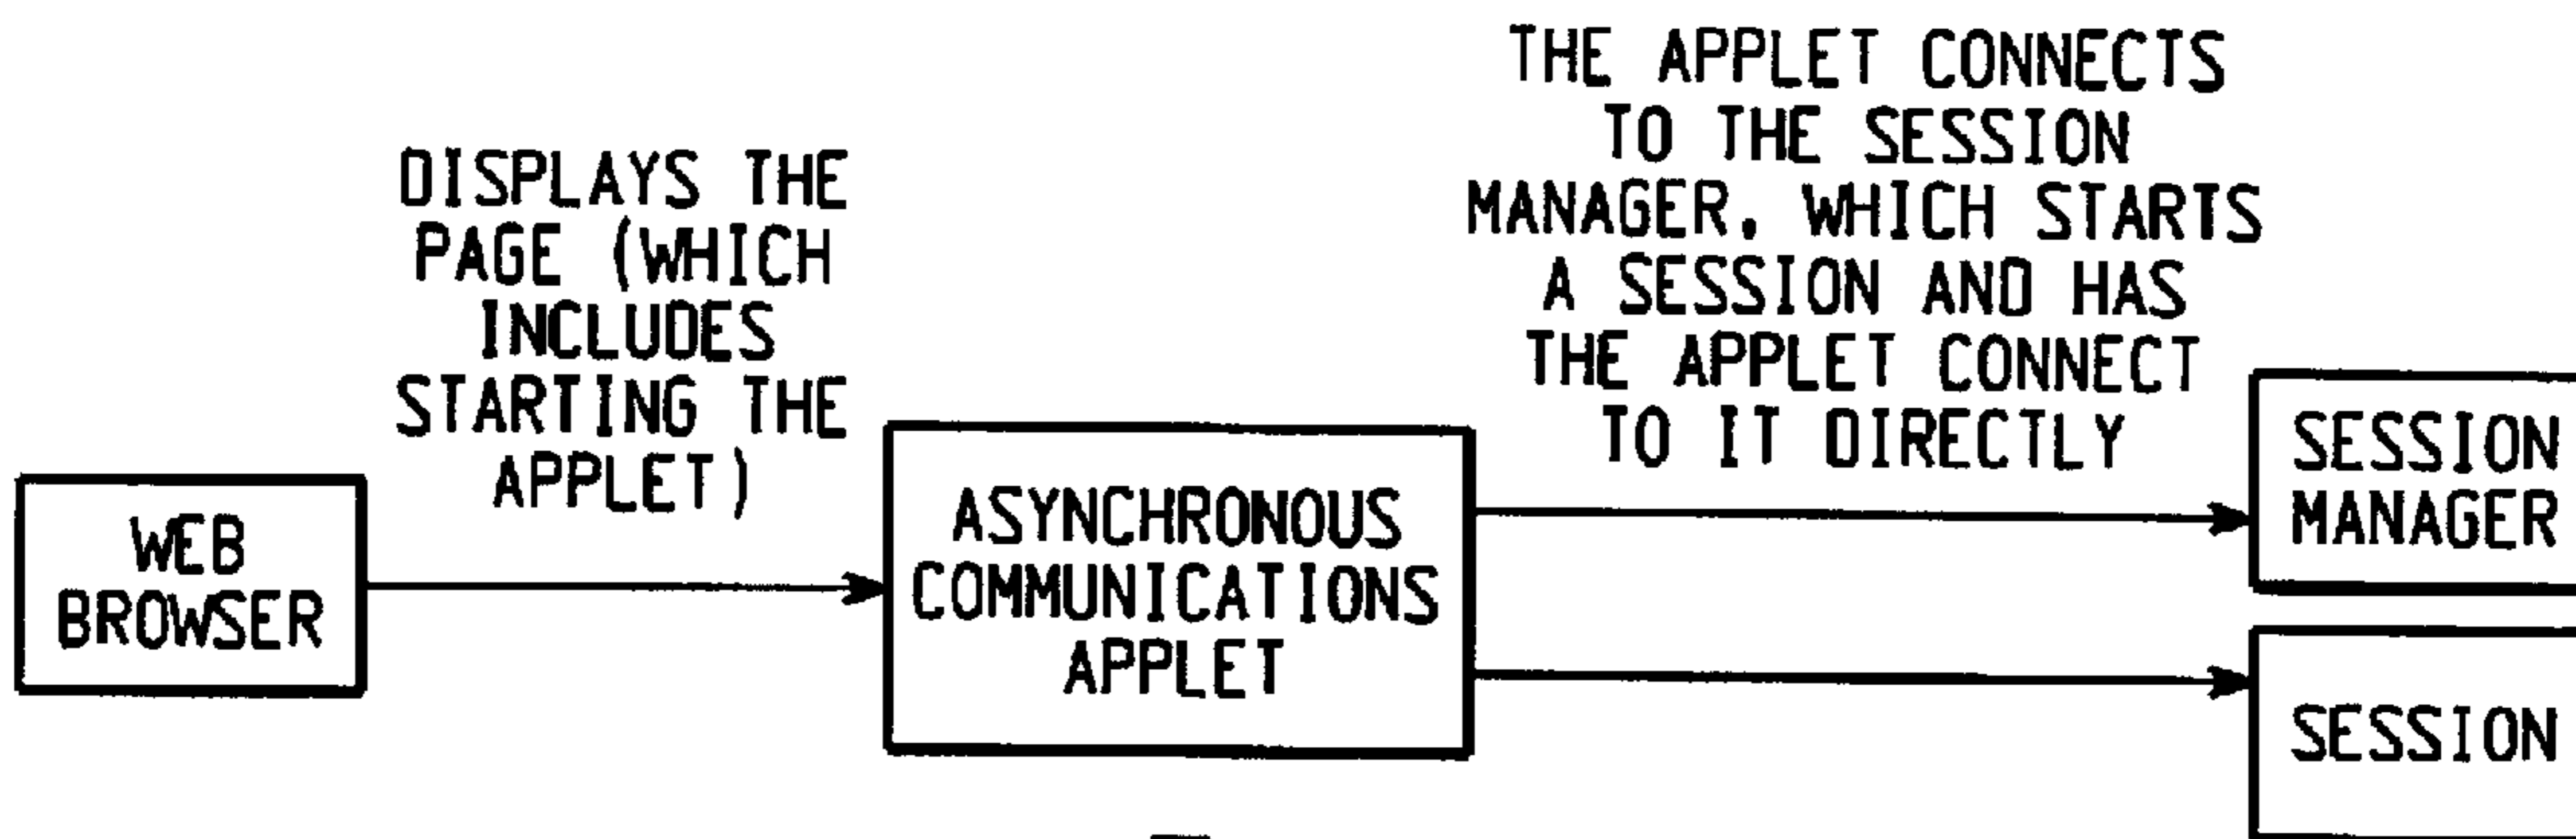 DISPLAYS THE
PAGE (WHICH
INCLUDES
STARTING THE
APPLET)
THE APPLET CONNECTS
TO THE SESSION
MANAGER, WHICH STARTS
A SESSION AND HAS
THE APPLET CONNECT
TO IT DIRECTLY
WEB
BROWSER
ASYNCHRONOUS
COMMUNICATIONS
APPLET
SESSION
MANAGER
SESSION